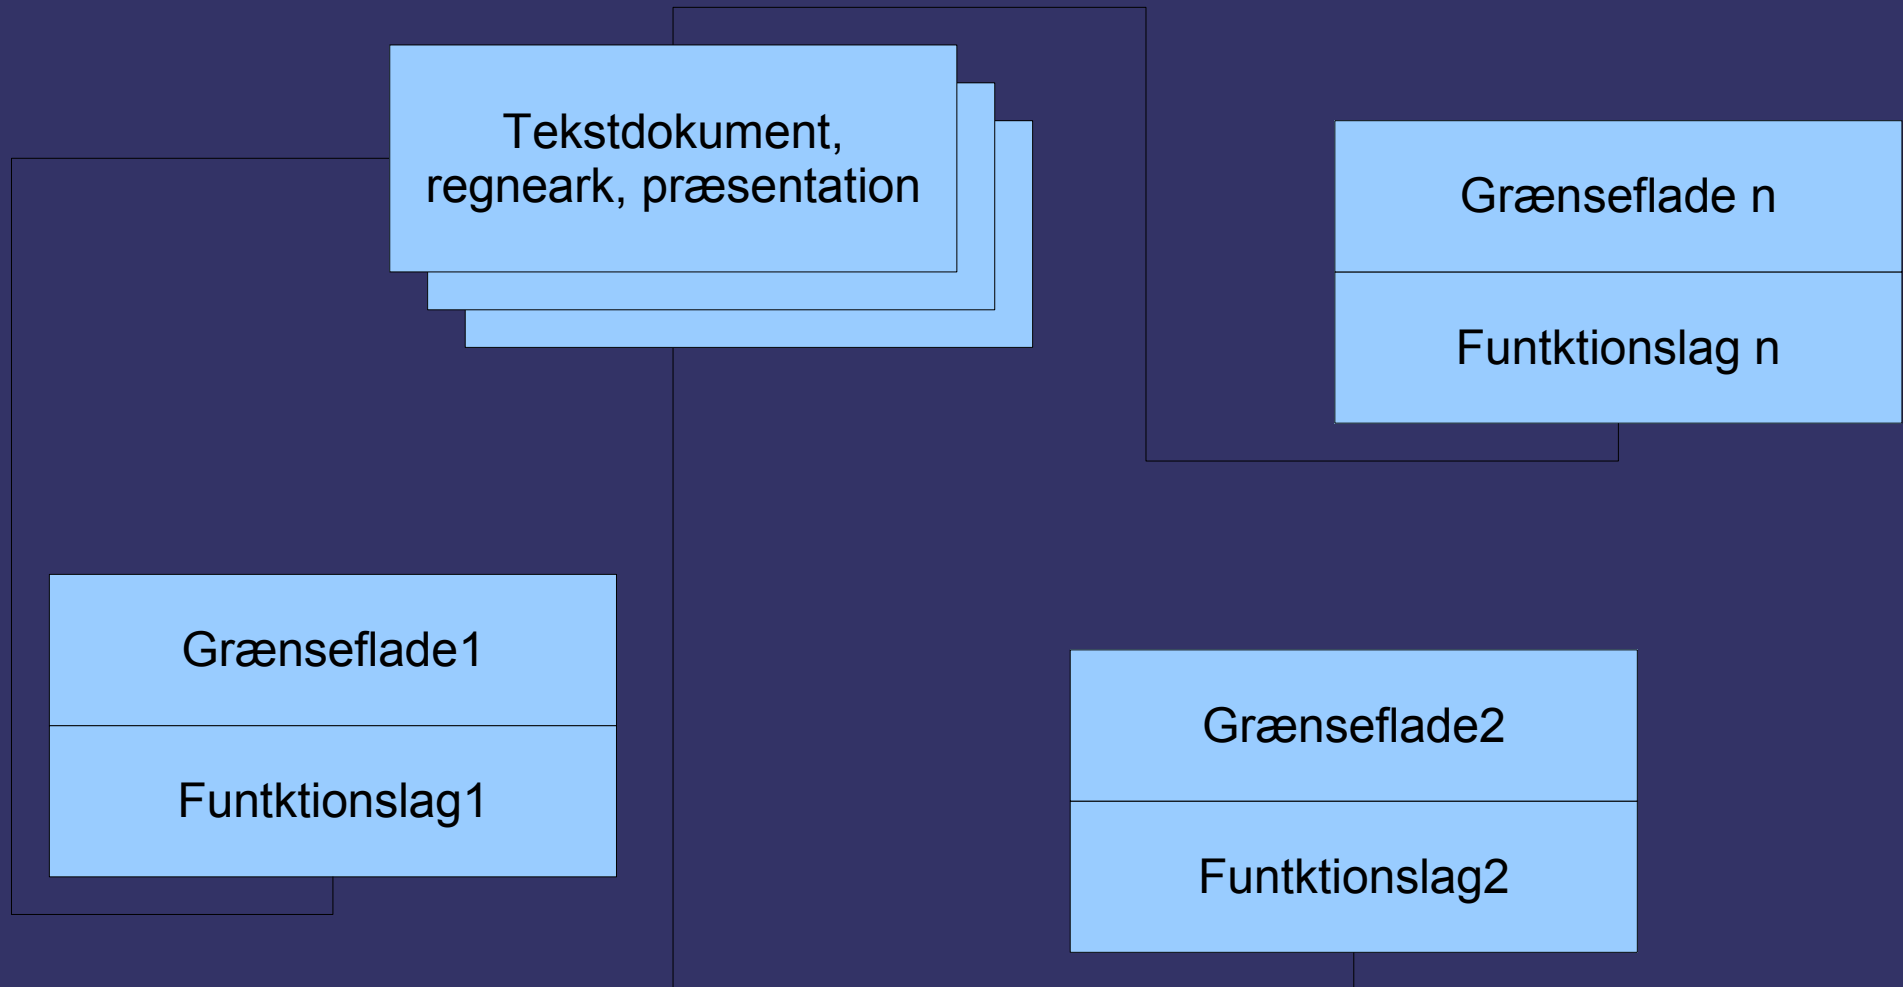 Tekstdokument,
regneark, præsentation
Grænseflade n
Funtktionslag n
Grænseflade1
Funtktionslag1
Grænseflade2
Funtktionslag2